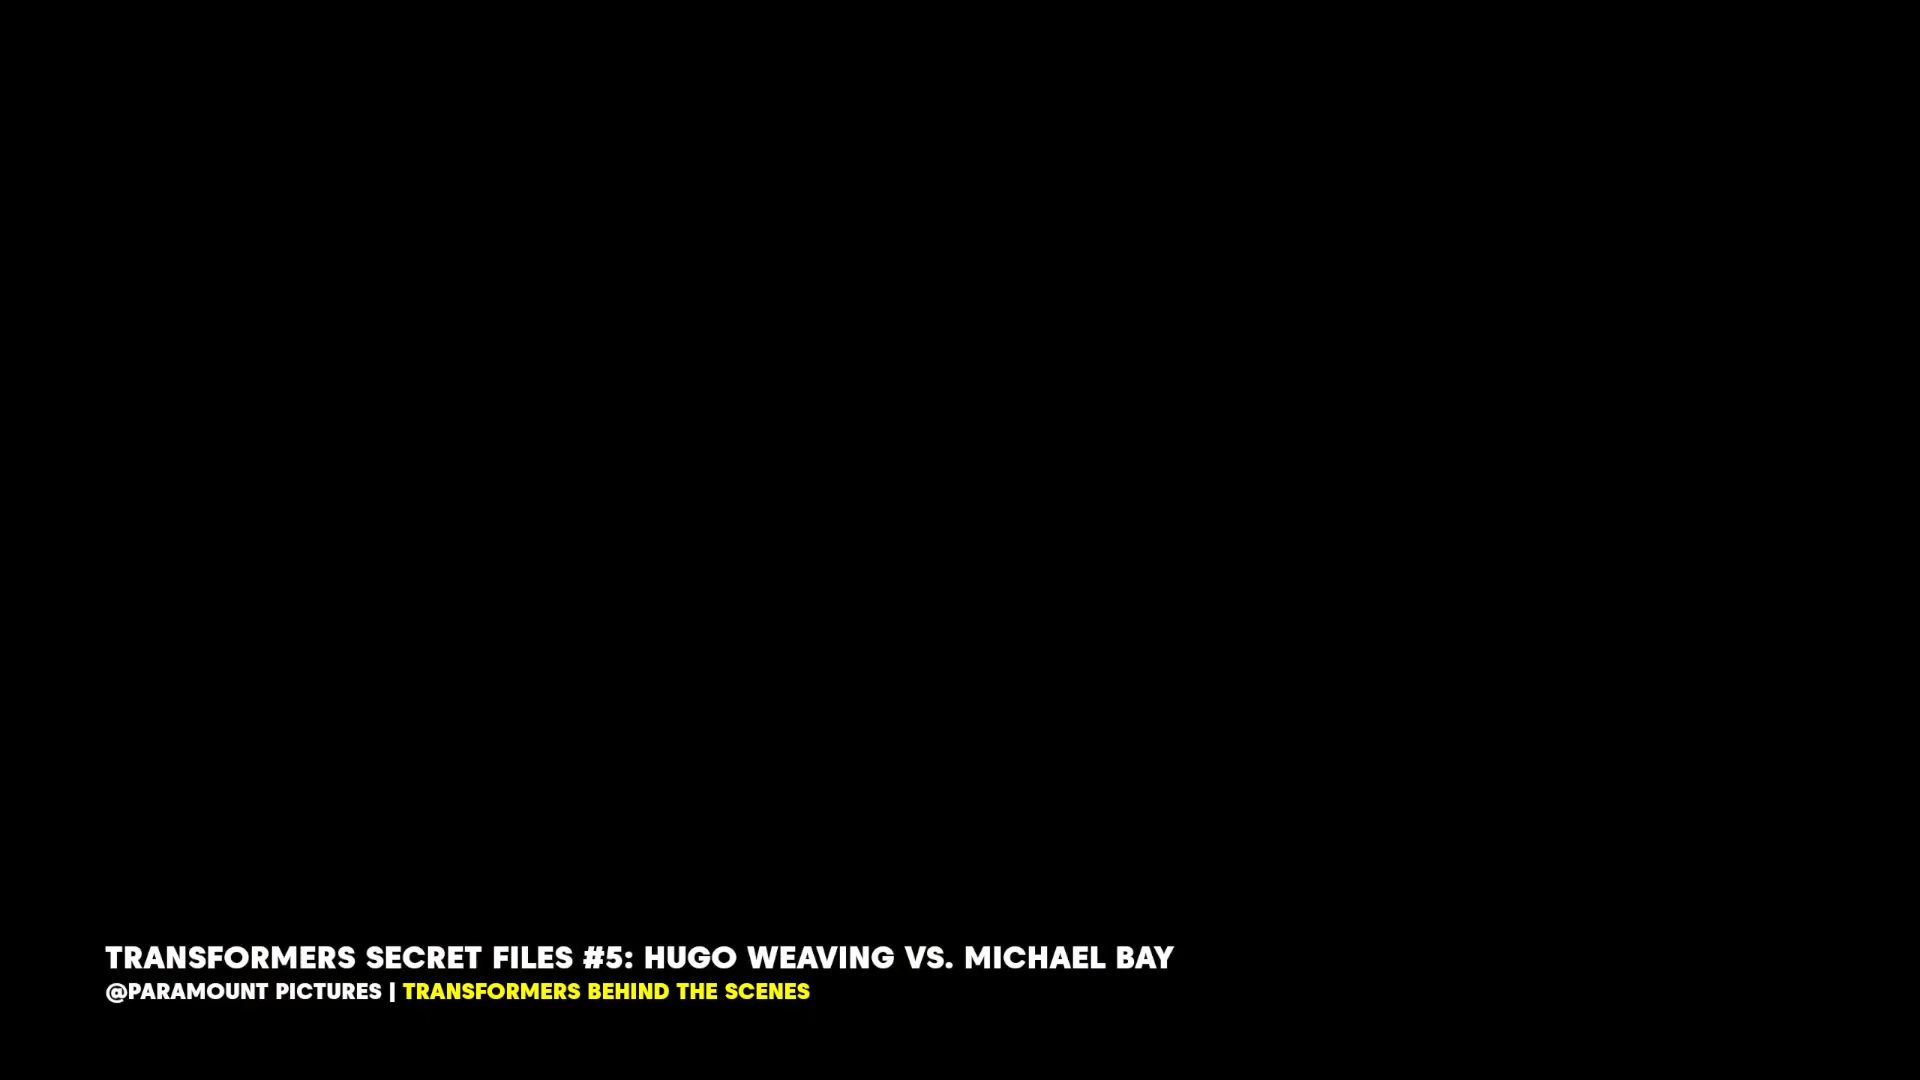 TRANSFORMERS SECRET FILES #5: HUGO WEAVING VS. MICHAEL BAY
@PARAMOUNT PICTURES | TRANSFORMERS BEHIND THE SCENES